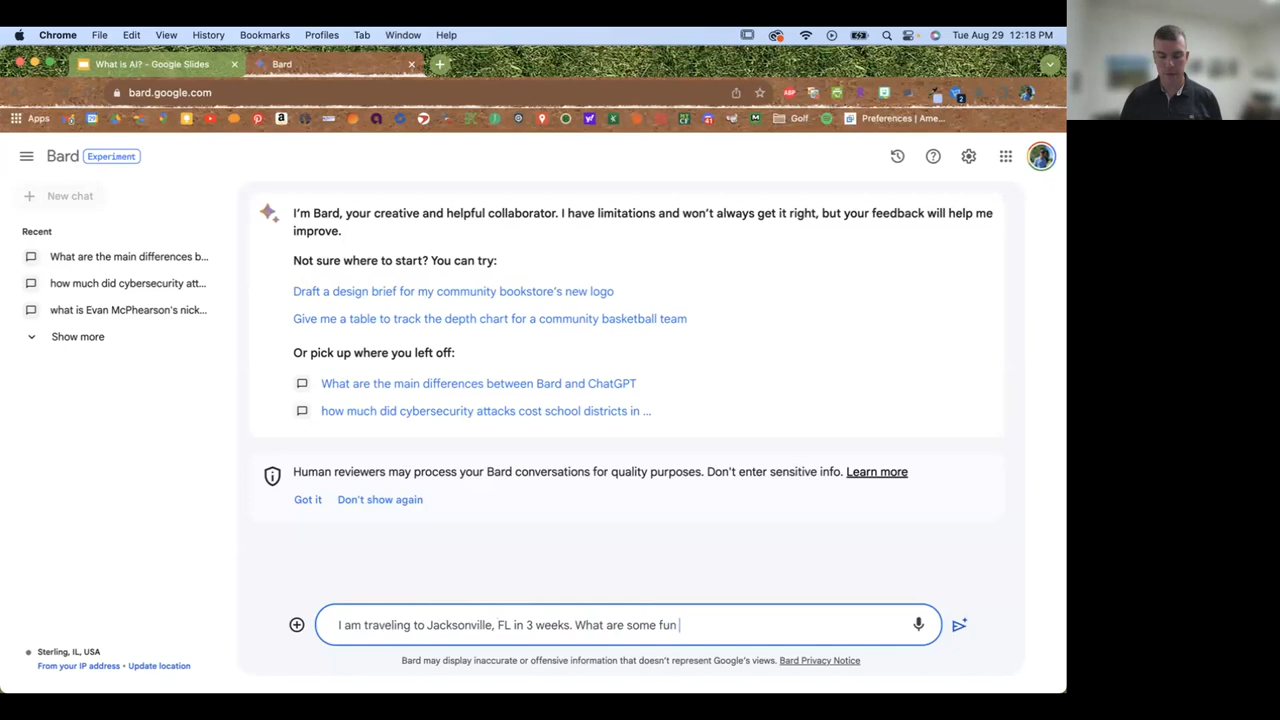 Chrome File Edit View History Bookmarks Profiles Tab Window Help Tue Aug 29 12:18 PM
What is AI? - Google Slides
Bard
bard.google.com
Apps
Golf
Preferences | Ame...
Bard Experiment
New chat
Recent
What are the main differences b...
how much did cybersecurity att...
what is Evan McPhearson's nick...
Show more
I'm Bard, your creative and helpful collaborator. I have limitations and won't always get it right, but your feedback will help me
improve.
Not sure where to start? You can try:
Draft a design brief for my community bookstore's new logo
Give me a table to track the depth chart for a community basketball team
Or pick up where you left off:
What are the main differences between Bard and ChatGPT
how much did cybersecurity attacks cost school districts in ...
Human reviewers may process your Bard conversations for quality purposes. Don't enter sensitive info. Learn more
Got it Don't show again
I am traveling to Jacksonville, FL in 3 weeks. What are some fun
Sterling, IL, USA
From your IP address • Update location
Bard may display inaccurate or offensive information that doesn't represent Google's views. Bard Privacy Notice